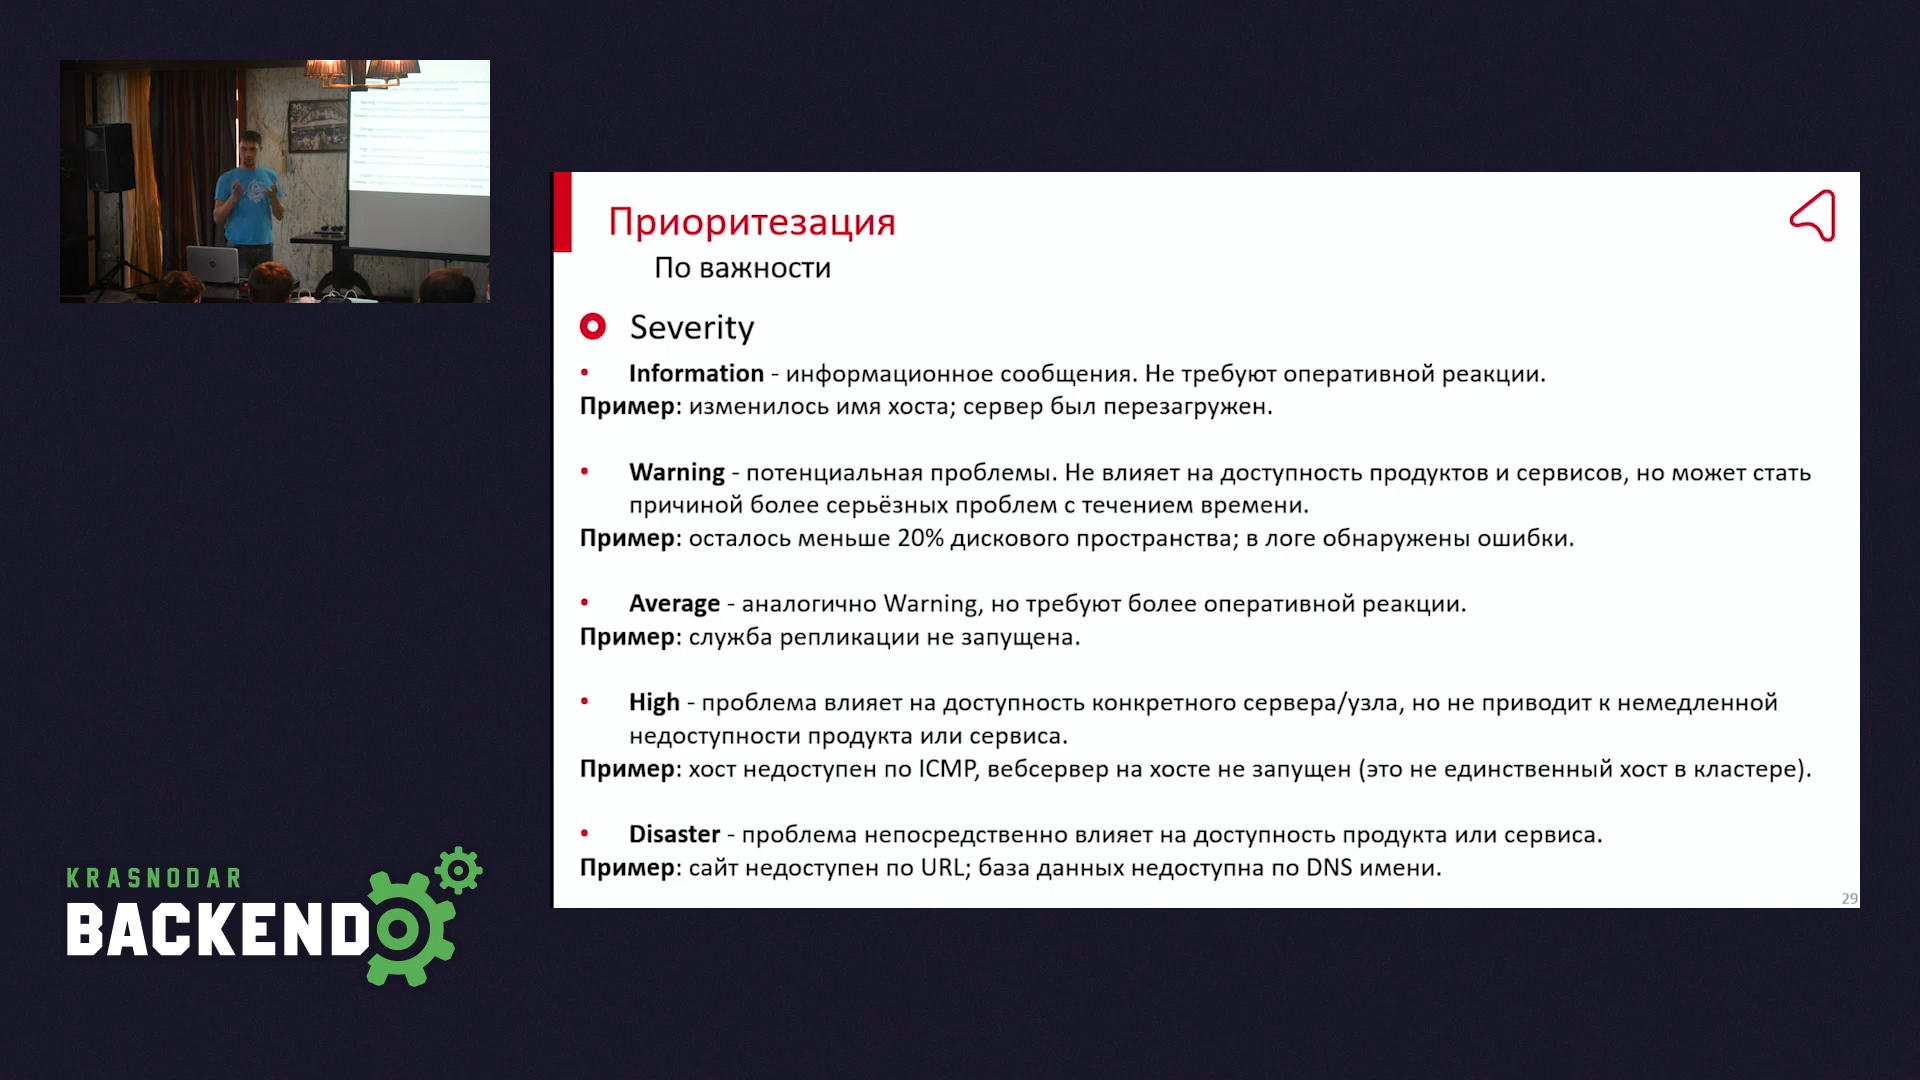 Приоритезация
По важности
Severity
• Information - информационное сообщения. Не требуют оперативной реакции.
Пример: изменилось имя хоста; сервер был перезагружен.
• Warning - потенциальная проблемы. Не влияет на доступность продуктов и сервисов, но может стать
причиной более серьёзных проблем с течением времени.
Пример: осталось меньше 20% дискового пространства; в логе обнаружены ошибки.
• Average - аналогично Warning, но требуют более оперативной реакции.
Пример: служба репликации не запущена.
• High - проблема влияет на доступность конкретного сервера/узла, но не приводит к немедленной
недоступности продукта или сервиса.
Пример: хост недоступен по ICMP, вебсервер на хосте не запущен (это не единственный хост в кластере).
• Disaster - проблема непосредственно влияет на доступность продукта или сервиса.
Пример: сайт недоступен по URL; база данных недоступна по DNS имени.
29
KRASNODAR
BACKEND